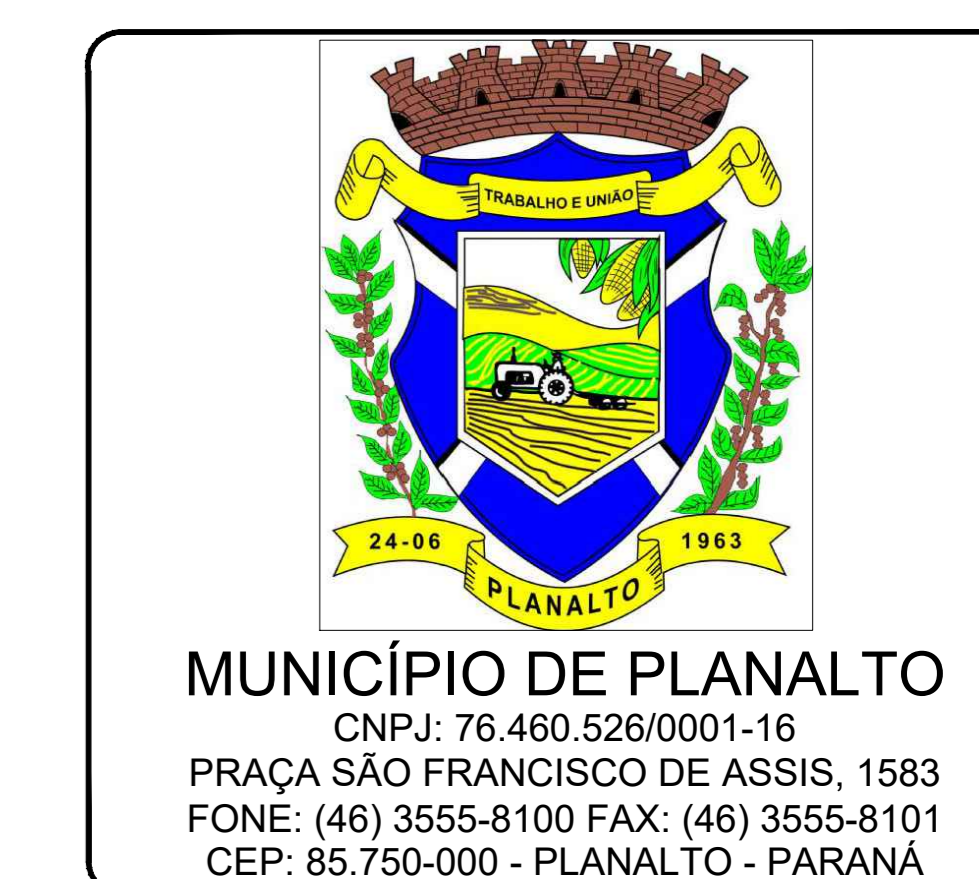 TRABALHO E UNIÃO
24-06
1963
PLANALTO
MUNICÍPIO DE PLANALTO
CNPJ: 76.460.526/0001-16
PRAÇA SÃO FRANCISCO DE ASSIS, 1583
FONE: (46) 3555-8100 FAX: (46) 3555-8101
CEP: 85.750-000 - PLANALTO - PARANÁ